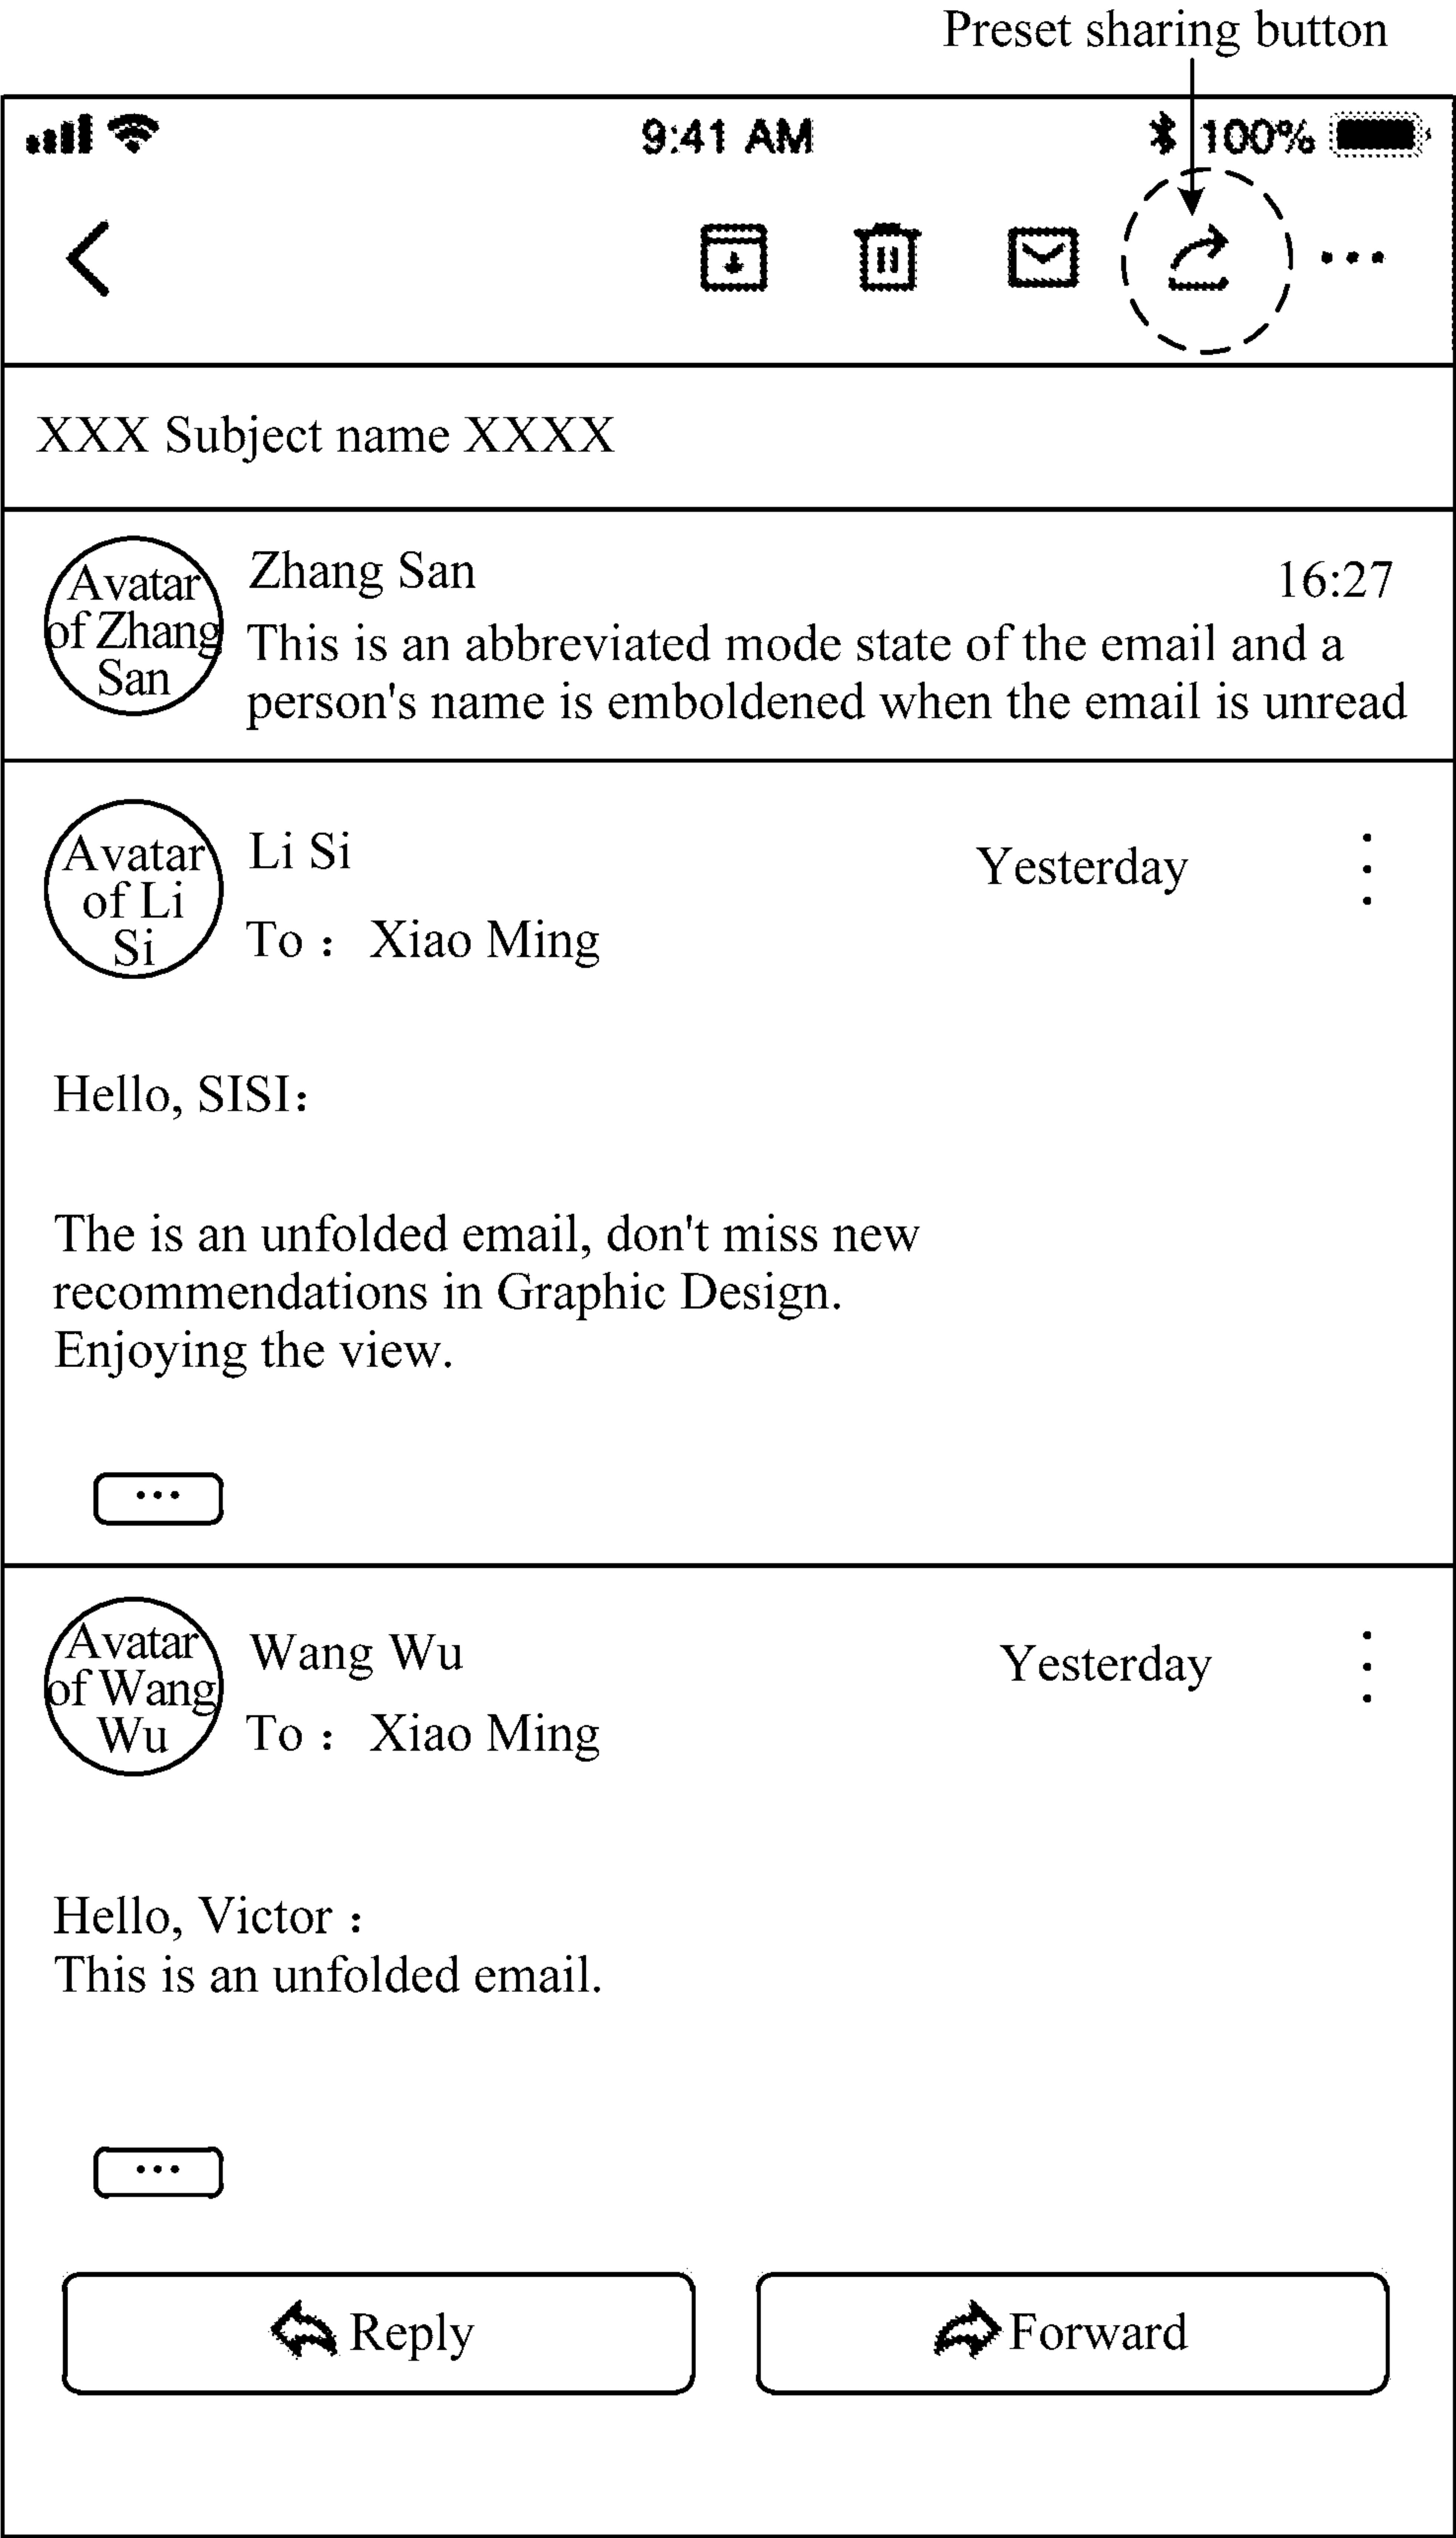 Preset sharing button
9:41 AM
100%
XXX Subject name XXXX
Avatar
of Zhang
San
Zhang San
16:27
This is an abbreviated mode state of the email and a
person's name is emboldened when the email is unread
Avatar
of Li
Si
Li Si
Yesterday
To： Xiao Ming
Hello, SISI：
The is an unfolded email, don't miss new
recommendations in Graphic Design.
Enjoying the view.
...
Avatar
of Wang
Wu
Wang Wu
Yesterday
To： Xiao Ming
Hello, Victor：
This is an unfolded email.
...
Reply
Forward